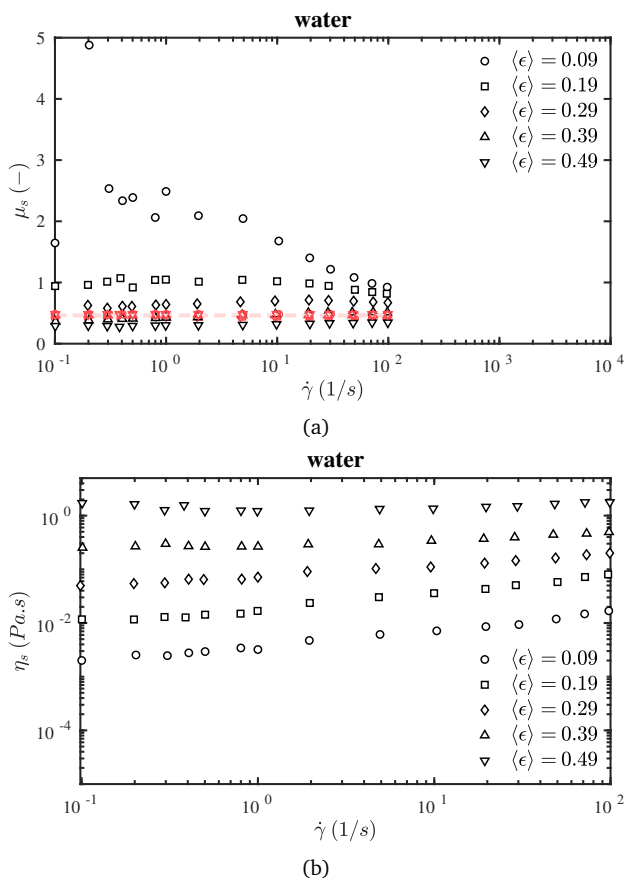 water
5
4
3
2
1
0
μ_s (−)
⟨ϵ⟩ = 0.09
⟨ϵ⟩ = 0.19
⟨ϵ⟩ = 0.29
⟨ϵ⟩ = 0.39
⟨ϵ⟩ = 0.49
10^-1 10^0 10^1 10^2 10^3 10^4
γ̇ (1/s)
(a)
water
10^0
10^-2
10^-4
η_s (Pa.s)
⟨ϵ⟩ = 0.09
⟨ϵ⟩ = 0.19
⟨ϵ⟩ = 0.29
⟨ϵ⟩ = 0.39
⟨ϵ⟩ = 0.49
10^-1 10^0 10^1 10^2
γ̇ (1/s)
(b)